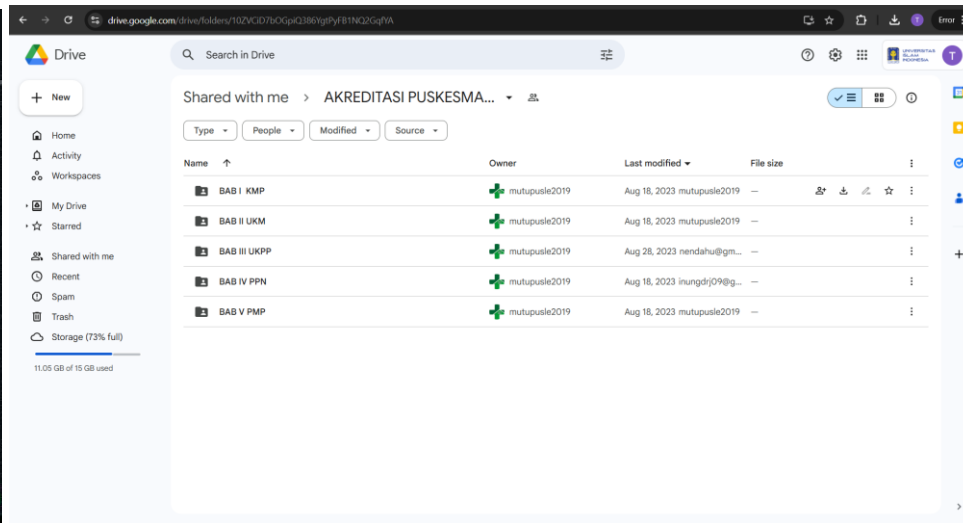 drive.google.com/drive/folders/10ZVCiD7bOGpiQ386YgtPyFB1NQ2GqfYA
Error
Drive
Search in Drive
UNIVERSITAS ISLAM INDONESIA
T
New
Shared with me > AKREDITASI PUSKESMA...
Type People Modified Source
Home
Activity
Workspaces
My Drive
Starred
Shared with me
Recent
Spam
Trash
Storage (73% full)
11.05 GB of 15 GB used
Name Owner Last modified File size
BAB I KMP mutupusle2019 Aug 18, 2023 mutupusle2019 —
BAB II UKM mutupusle2019 Aug 18, 2023 mutupusle2019 —
BAB III UKPP mutupusle2019 Aug 28, 2023 nendahu@gm... —
BAB IV PPN mutupusle2019 Aug 18, 2023 inungdrj09@g... —
BAB V PMP mutupusle2019 Aug 18, 2023 mutupusle2019 —